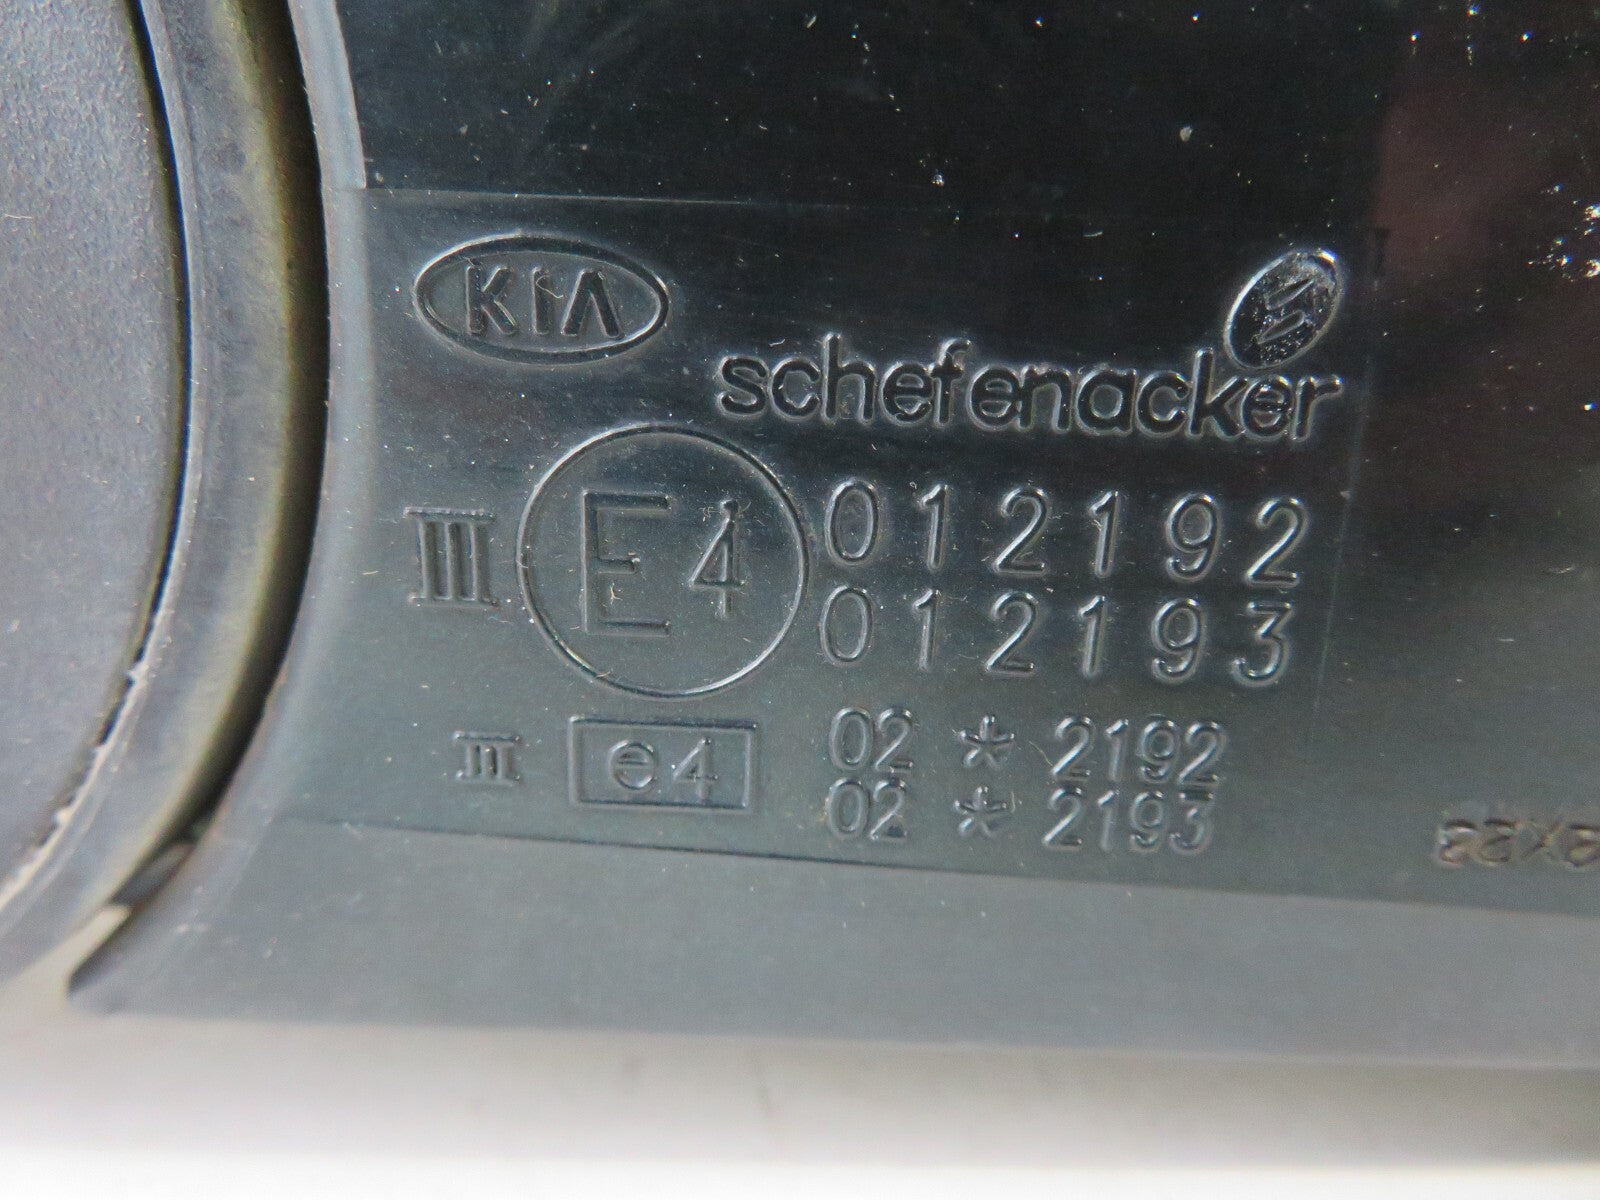 KIA
schefenacker
III E4 012192
012193
III e4 02 * 2192
02 * 2193